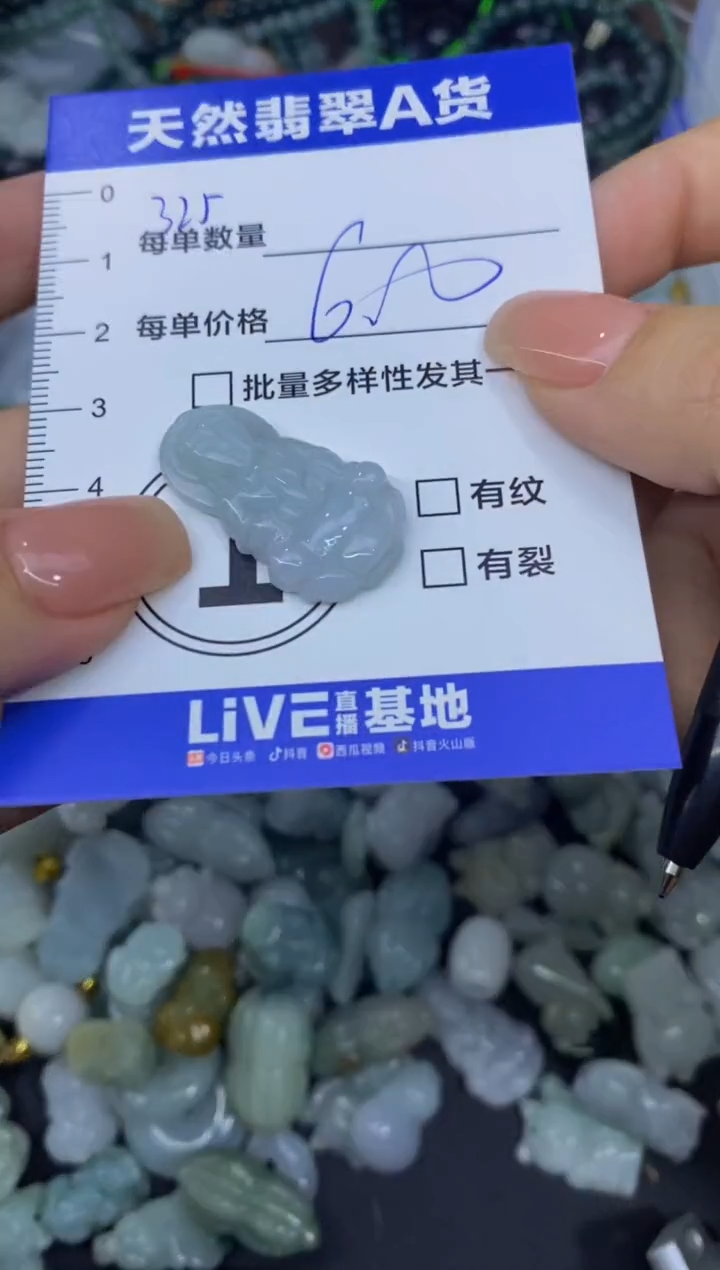 天然翡翠A货
0
325
每单数量
1
2 每单价格
批量多样性发其一
3
4
有纹
有裂
LiVE直播基地
今日头条 抖音 西瓜视频 抖音火山版